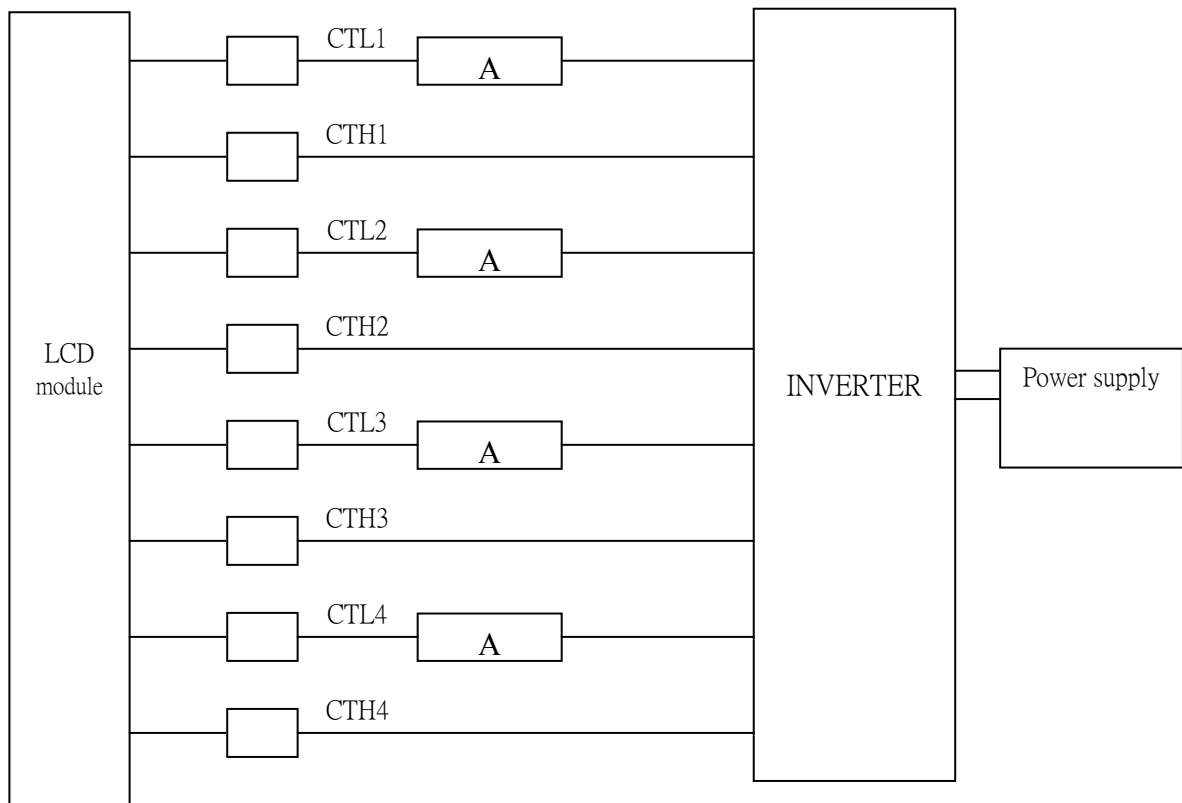 CTL1
A
CTH1
CTL2
A
CTH2
LCD
module
INVERTER
Power supply
CTL3
A
CTH3
CTL4
A
CTH4